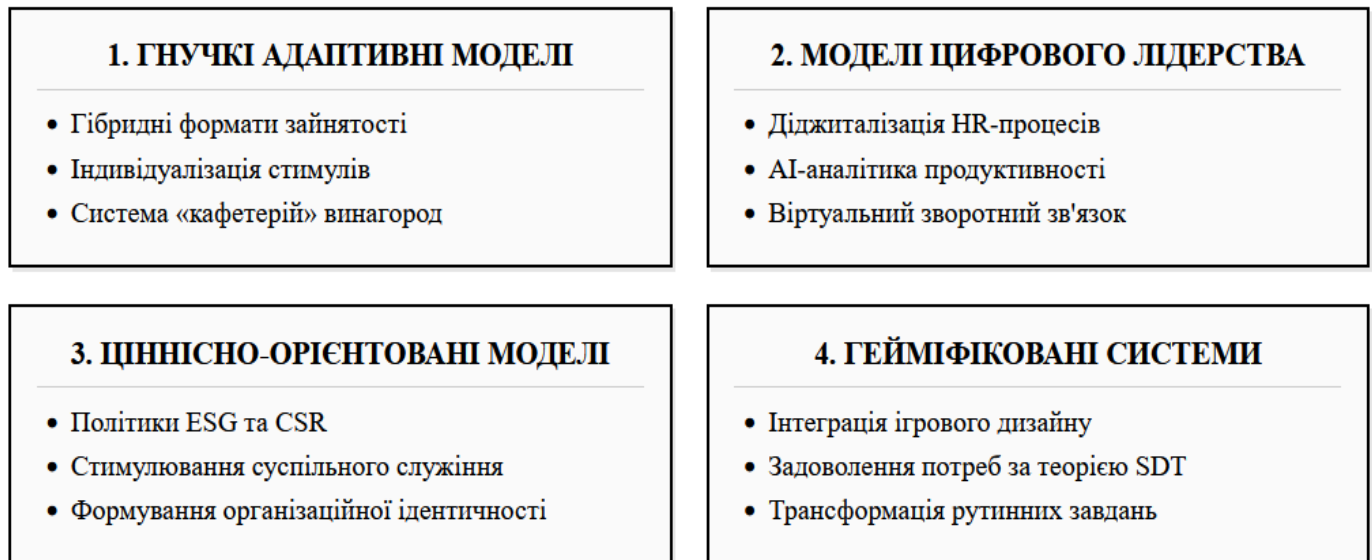 1. ГНУЧКІ АДАПТИВНІ МОДЕЛІ
• Гібридні формати зайнятості
• Індивідуалізація стимулів
• Система «кафетерій» винагород
2. МОДЕЛІ ЦИФРОВОГО ЛІДЕРСТВА
• Діджиталізація HR-процесів
• AI-аналітика продуктивності
• Віртуальний зворотний зв'язок
3. ЦІННІСНО-ОРІЄНТОВАНІ МОДЕЛІ
• Політики ESG та CSR
• Стимулювання суспільного служіння
• Формування організаційної ідентичності
4. ГЕЙМІФІКОВАНІ СИСТЕМИ
• Інтеграція ігрового дизайну
• Задоволення потреб за теорією SDT
• Трансформація рутинних завдань